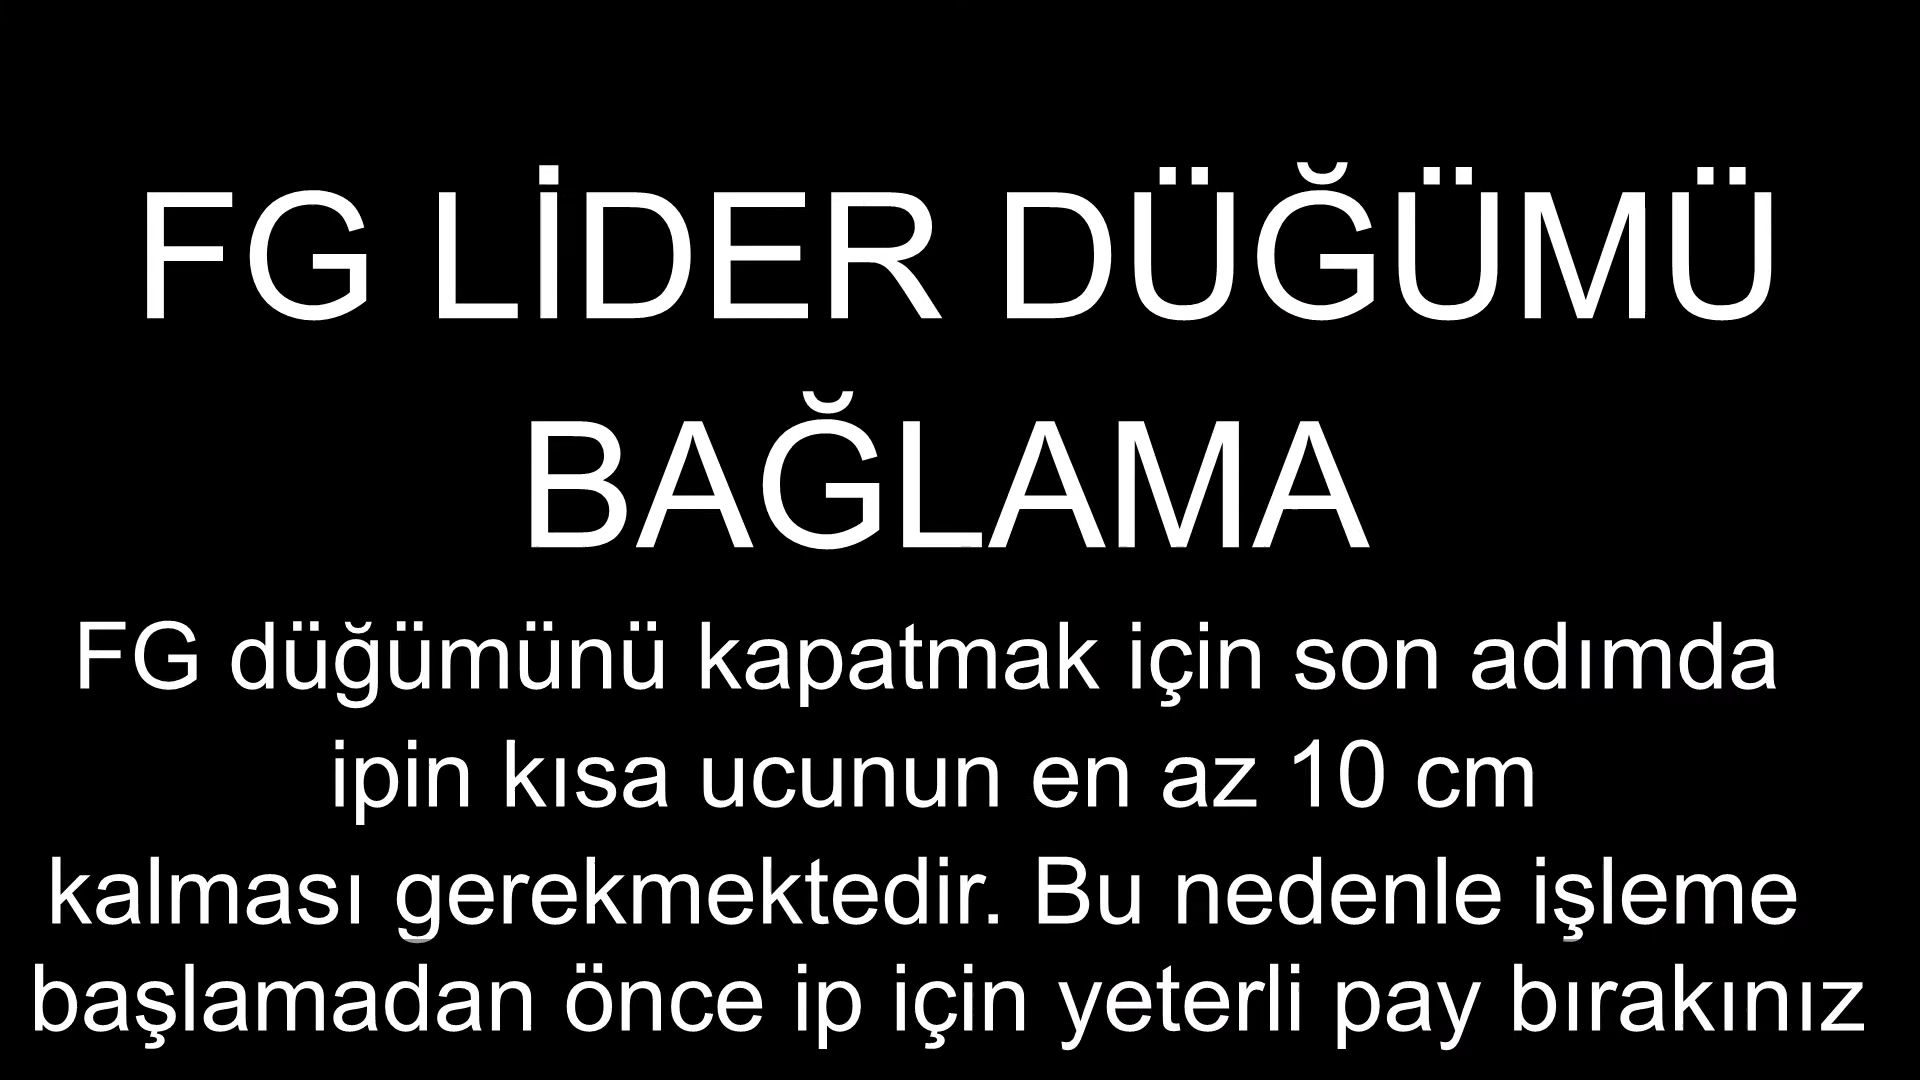 FG LİDER DÜĞÜMÜ
BAĞLAMA
FG düğümünü kapatmak için son adımda
ipin kısa ucunun en az 10 cm
kalması gerekmektedir. Bu nedenle işleme
başlamadan önce ip için yeterli pay bırakınız